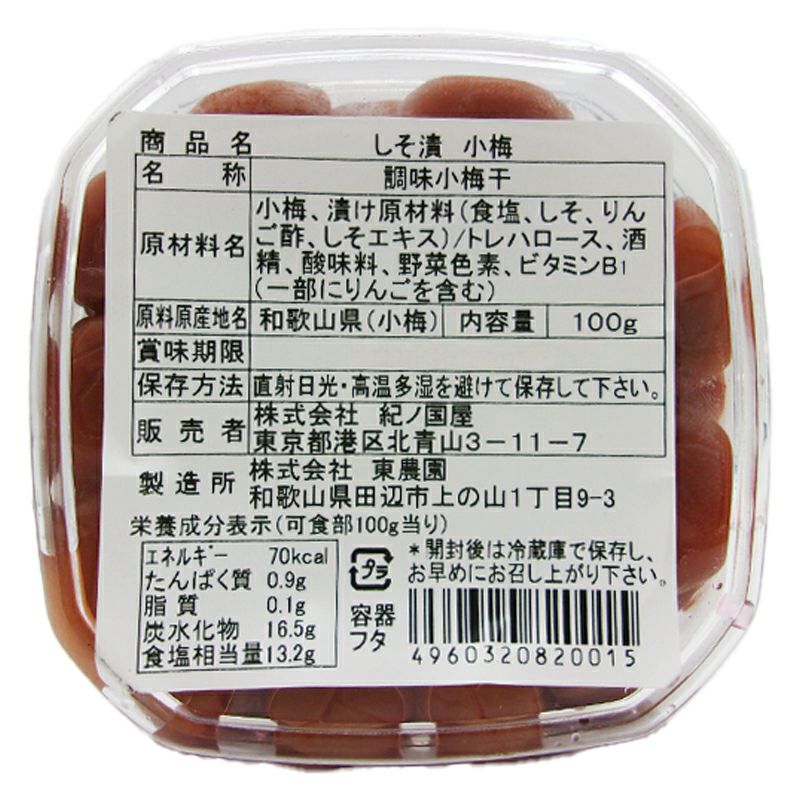 商品名 しそ漬 小梅
名称 調味小梅干
原材料名 小梅、漬け原材料(食塩、しそ、りん
ご酢、しそエキス)/トレハロース、酒
精、酸味料、野菜色素、ビタミンB1
(一部にりんごを含む)
原料原産地名 和歌山県(小梅) 内容量 100g
賞味期限
保存方法 直射日光・高温多湿を避けて保存して下さい。
販売者 株式会社 紀ノ国屋
東京都港区北青山3-11-7
製造所 株式会社 東農園
和歌山県田辺市上の山1丁目9-3
栄養成分表示(可食部100g当り)
エネルギー 70kcal
たんぱく質 0.9g
脂質 0.1g
炭水化物 16.5g
食塩相当量 13.2g
プラ
容器
フタ
*開封後は冷蔵庫で保存し、
お早めにお召し上がり下さい。
4960320820015